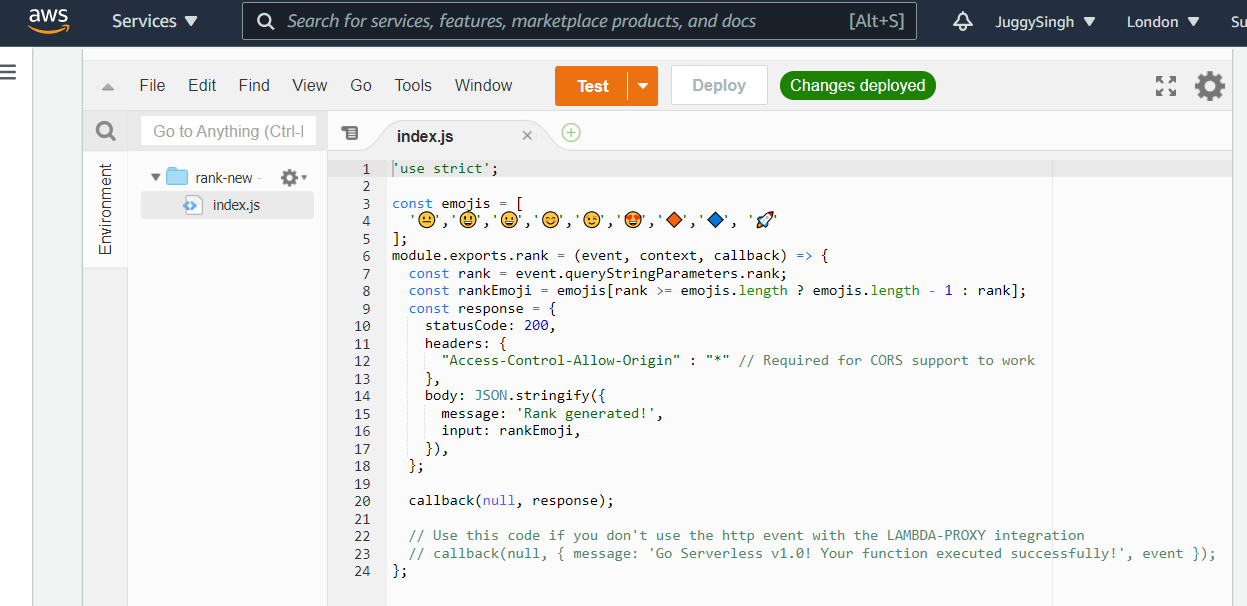 aws Services ▼ Search for services, features, marketplace products, and docs [Alt+S] JuggySingh ▼ London ▼ Su
File Edit Find View Go Tools Window Test Deploy Changes deployed
Go to Anything (Ctrl-
index.js
Environment
rank-new -
index.js
1 'use strict';
2
3 const emojis = [
4 '😐','😃','😀','😊','😉','😍','🔶','🔷', '🚀'
5 ];
6 module.exports.rank = (event, context, callback) => {
7 const rank = event.queryStringParameters.rank;
8 const rankEmoji = emojis[rank >= emojis.length ? emojis.length - 1 : rank];
9 const response = {
10 statusCode: 200,
11 headers: {
12 "Access-Control-Allow-Origin" : "*" // Required for CORS support to work
13 },
14 body: JSON.stringify({
15 message: 'Rank generated!',
16 input: rankEmoji,
17 }),
18 };
19
20 callback(null, response);
21
22 // Use this code if you don't use the http event with the LAMBDA-PROXY integration
23 // callback(null, { message: 'Go Serverless v1.0! Your function executed successfully!', event });
24 };